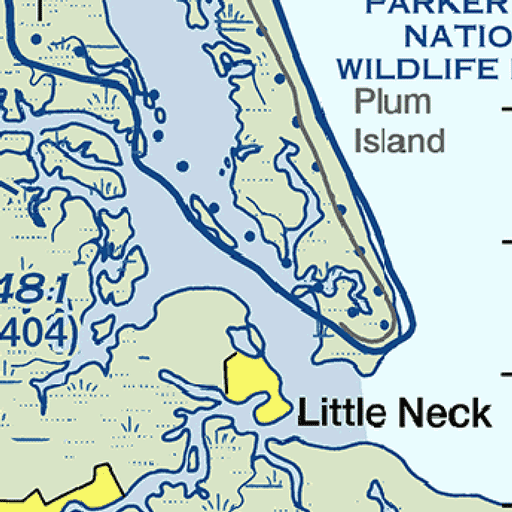 PARKER
NATIO
WILDLIFE
Plum
Island
48:1
404)
Little Neck